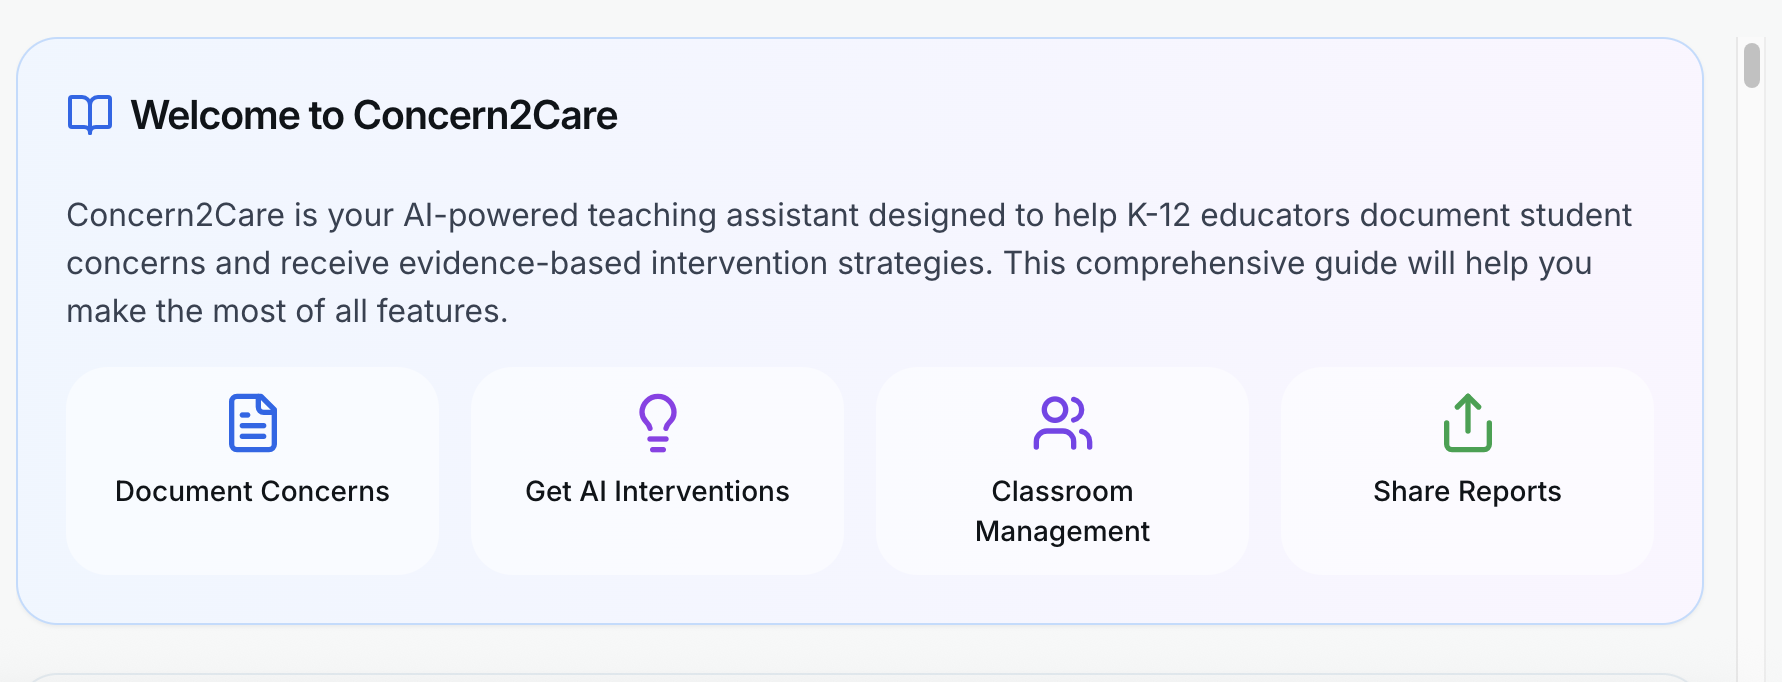 Welcome to Concern2Care
Concern2Care is your AI-powered teaching assistant designed to help K-12 educators document student
concerns and receive evidence-based intervention strategies. This comprehensive guide will help you
make the most of all features.
Document Concerns
Get AI Interventions
Classroom
Management
Share Reports